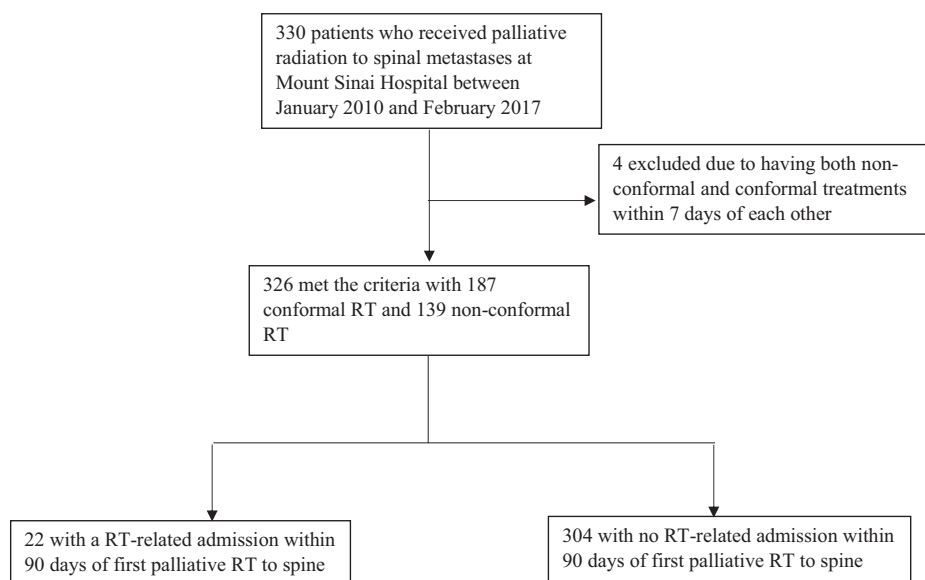 330 patients who received palliative
radiation to spinal metastases at
Mount Sinai Hospital between
January 2010 and February 2017
4 excluded due to having both non-
conformal and conformal treatments
within 7 days of each other
326 met the criteria with 187
conformal RT and 139 non-conformal
RT
22 with a RT-related admission within
90 days of first palliative RT to spine
304 with no RT-related admission within
90 days of first palliative RT to spine